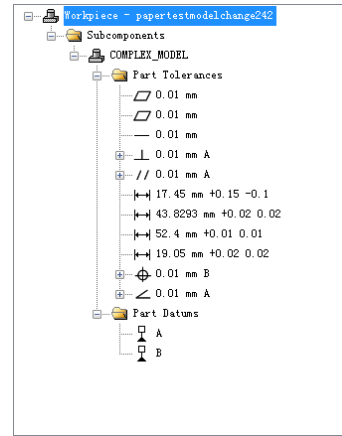 Workpiece - papertestmodelchange242
Subcomponents
COMPLEX_MODEL
Part Tolerances
0.01 mm
0.01 mm
0.01 mm
0.01 mm A
0.01 mm A
17.45 mm +0.15 -0.1
43.8293 mm +0.02 0.02
52.4 mm +0.01 0.01
19.05 mm +0.02 0.02
0.01 mm B
0.01 mm A
Part Datums
A
B